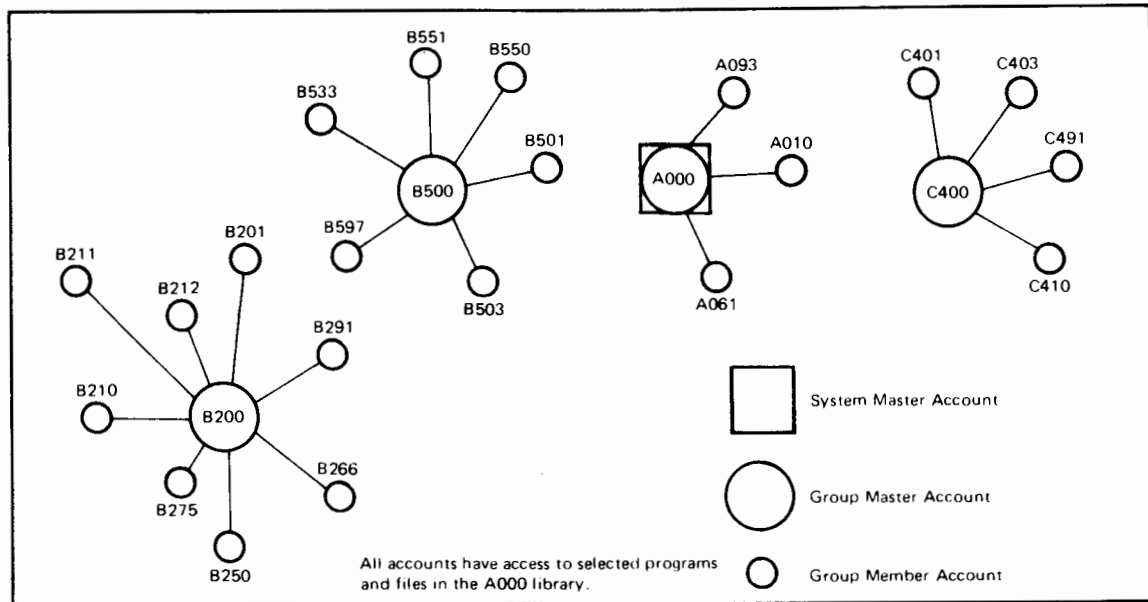 B551
B550
B533
B501
B500
B597
B503
A093
A010
A000
A061
C401
C403
C491
C400
C410
B211
B201
B212
B291
B210
B200
B275
B266
B250
System Master Account
Group Master Account
Group Member Account
All accounts have access to selected programs
and files in the A000 library.